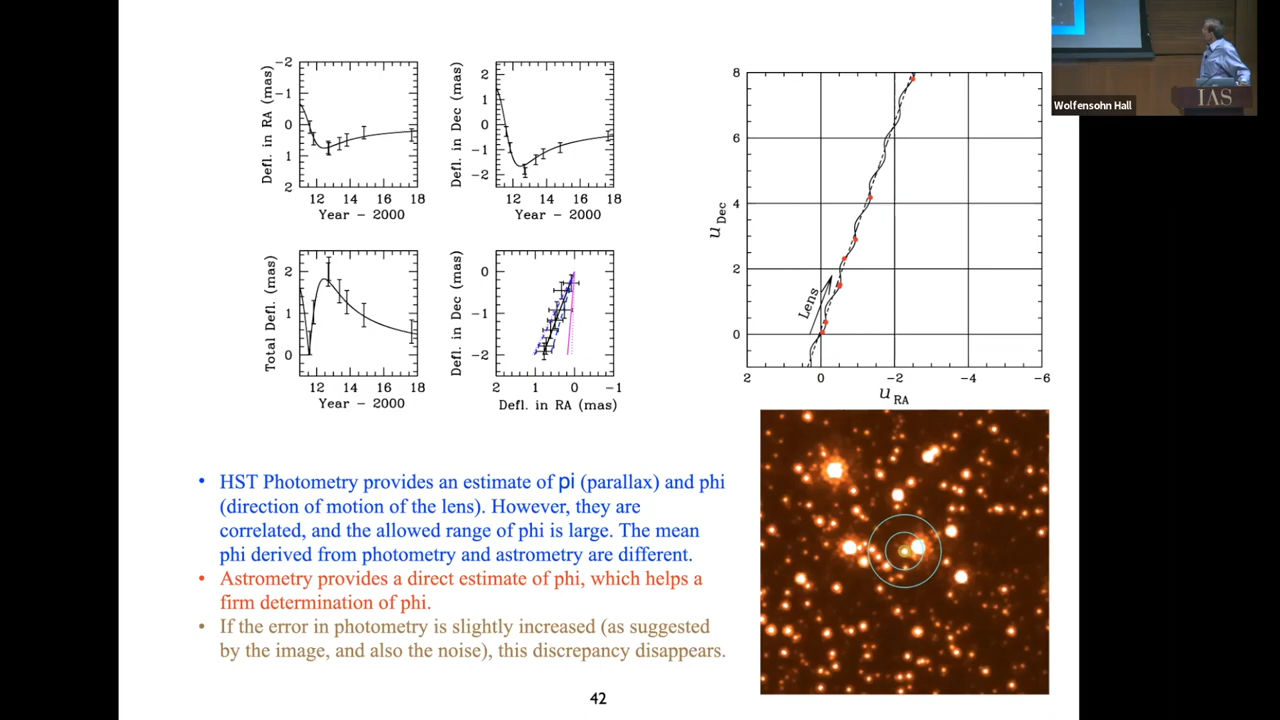 -2
-1
0
1
2
Defl. in RA (mas)
12 14 16 18
Year − 2000
2
1
0
-1
-2
Defl. in Dec (mas)
12 14 16 18
Year − 2000
2
1
0
Total Defl. (mas)
12 14 16 18
Year − 2000
0
-1
-2
Defl. in Dec (mas)
2 1 0 -1
Defl. in RA (mas)
8
6
4
2
0
u Dec
Lens
2 0 -2 -4 -6
u RA
IAS
Wolfensohn Hall
• HST Photometry provides an estimate of pi (parallax) and phi
(direction of motion of the lens). However, they are
correlated, and the allowed range of phi is large. The mean
phi derived from photometry and astrometry are different.
• Astrometry provides a direct estimate of phi, which helps a
firm determination of phi.
• If the error in photometry is slightly increased (as suggested
by the image, and also the noise), this discrepancy disappears.
42